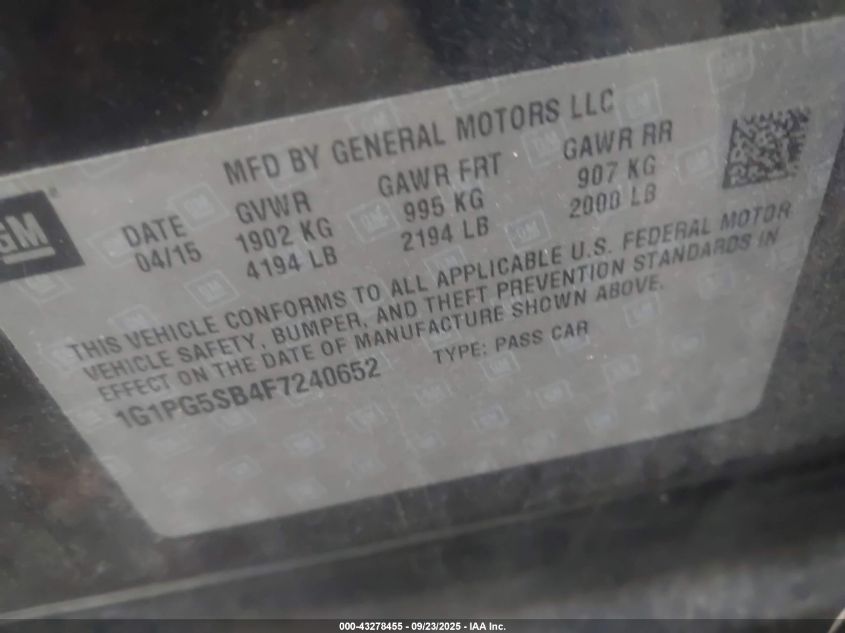 MFD BY GENERAL MOTORS LLC
GM
DATE GVWR GAWR FRT GAWR RR
04/15 1902 KG 995 KG 907 KG
4194 LB 2194 LB 2000 LB
THIS VEHICLE CONFORMS TO ALL APPLICABLE U.S. FEDERAL MOTOR
VEHICLE SAFETY, BUMPER, AND THEFT PREVENTION STANDARDS IN
EFFECT ON THE DATE OF MANUFACTURE SHOWN ABOVE.
1G1PG5SB4F7240652 TYPE: PASS CAR
000-43278455 - 09/23/2025 - IAA Inc.